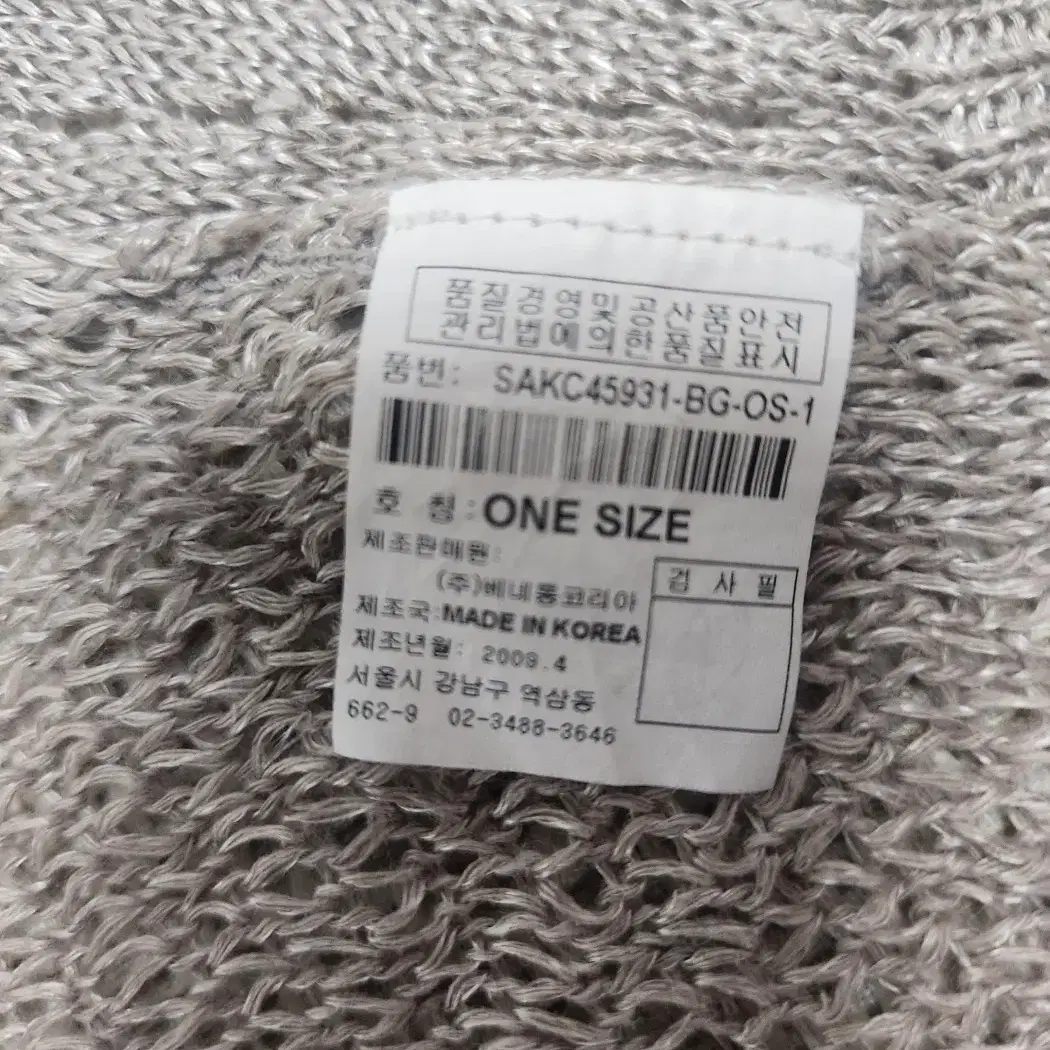 품질경영및공산품안전
관리법에의한품질표시
품번: SAKC45931-BG-OS-1
호 칭:ONE SIZE
제조판매원:
(주)베네통코리아
제조국:MADE IN KOREA
제조년월: 2009.4
서울시 강남구 역삼동
662-9 02-3488-3646
검 사 필